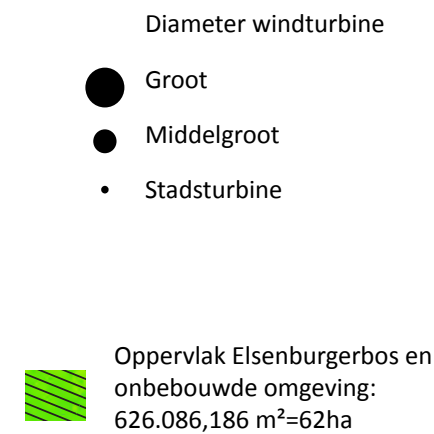 Diameter windturbine
Groot
Middelgroot
Stadsturbine
Oppervlak Elsenburgerbos en
onbebouwde omgeving:
626.086,186 m²=62ha